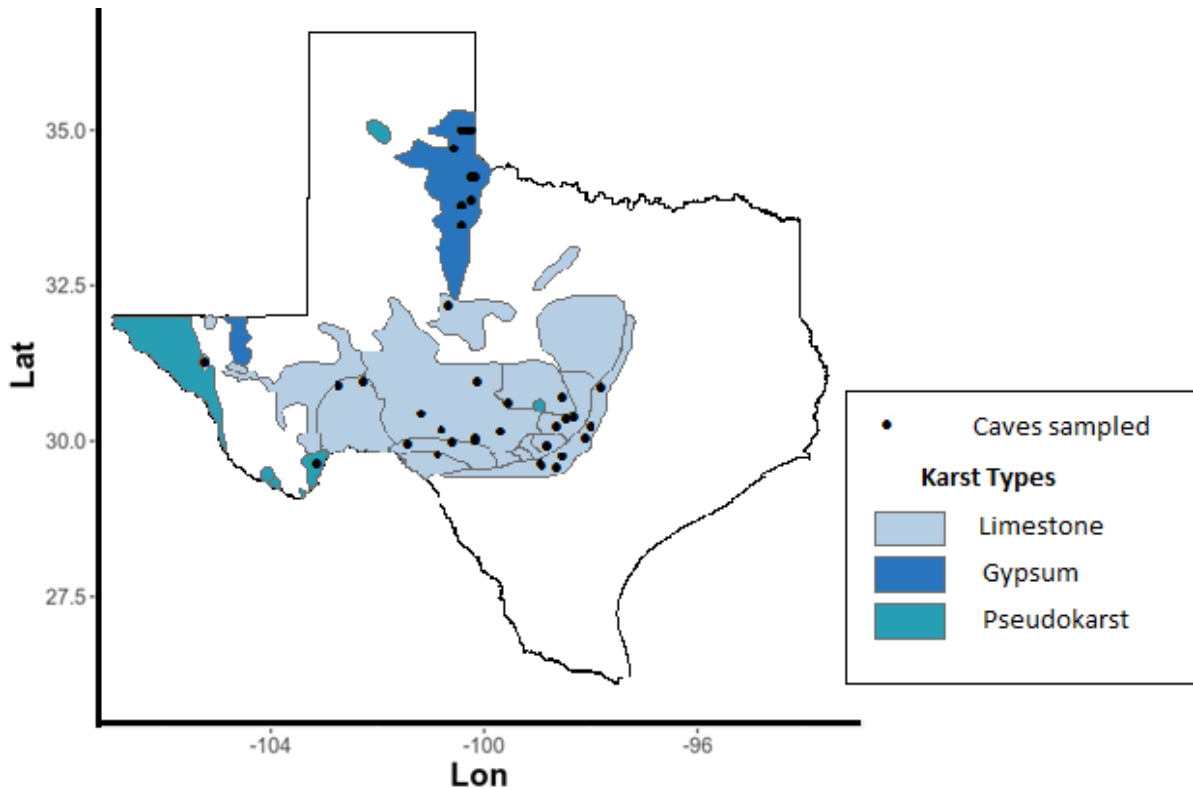 35.0
32.5
30.0
27.5
Lat
-104
-100
-96
Lon
Caves sampled
Karst Types
Limestone
Gypsum
Pseudokarst